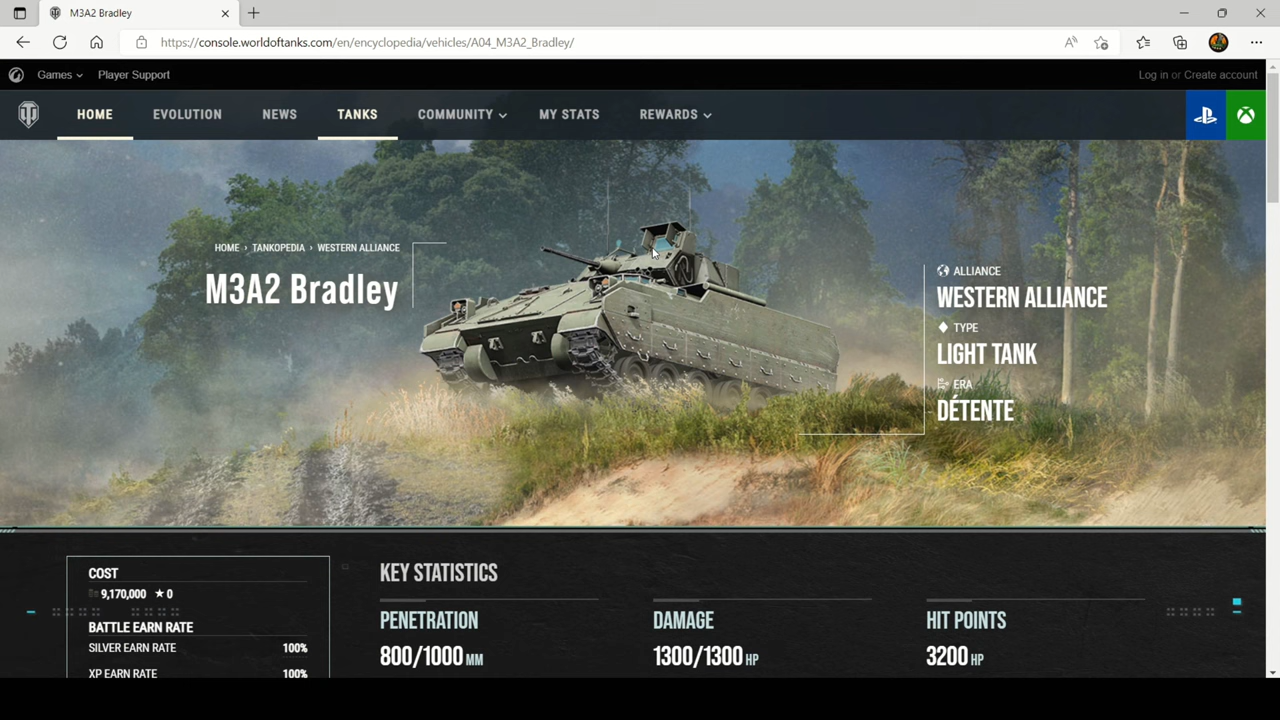 M3A2 Bradley
https://console.worldoftanks.com/en/encyclopedia/vehicles/A04_M3A2_Bradley/
Games Player Support Log in or Create account
HOME EVOLUTION NEWS TANKS COMMUNITY MY STATS REWARDS
HOME › TANKOPEDIA › WESTERN ALLIANCE
M3A2 Bradley
ALLIANCE
WESTERN ALLIANCE
TYPE
LIGHT TANK
ERA
DÉTENTE
COST
9,170,000 ★ 0
BATTLE EARN RATE
SILVER EARN RATE 100%
XP EARN RATE 100%
KEY STATISTICS
PENETRATION
800/1000 MM
DAMAGE
1300/1300 HP
HIT POINTS
3200 HP